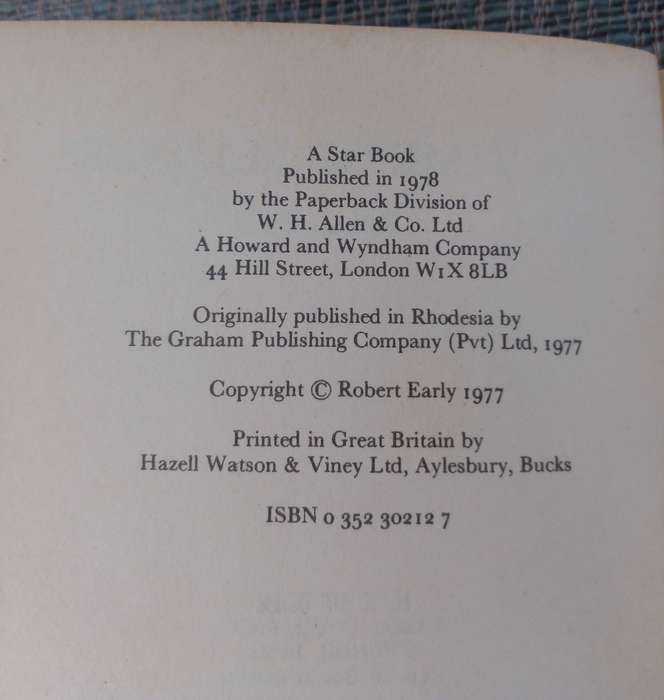 A Star Book
Published in 1978
by the Paperback Division of
W. H. Allen & Co. Ltd
A Howard and Wyndham Company
44 Hill Street, London W1X 8LB
Originally published in Rhodesia by
The Graham Publishing Company (Pvt) Ltd, 1977
Copyright © Robert Early 1977
Printed in Great Britain by
Hazell Watson & Viney Ltd, Aylesbury, Bucks
ISBN 0 352 30212 7